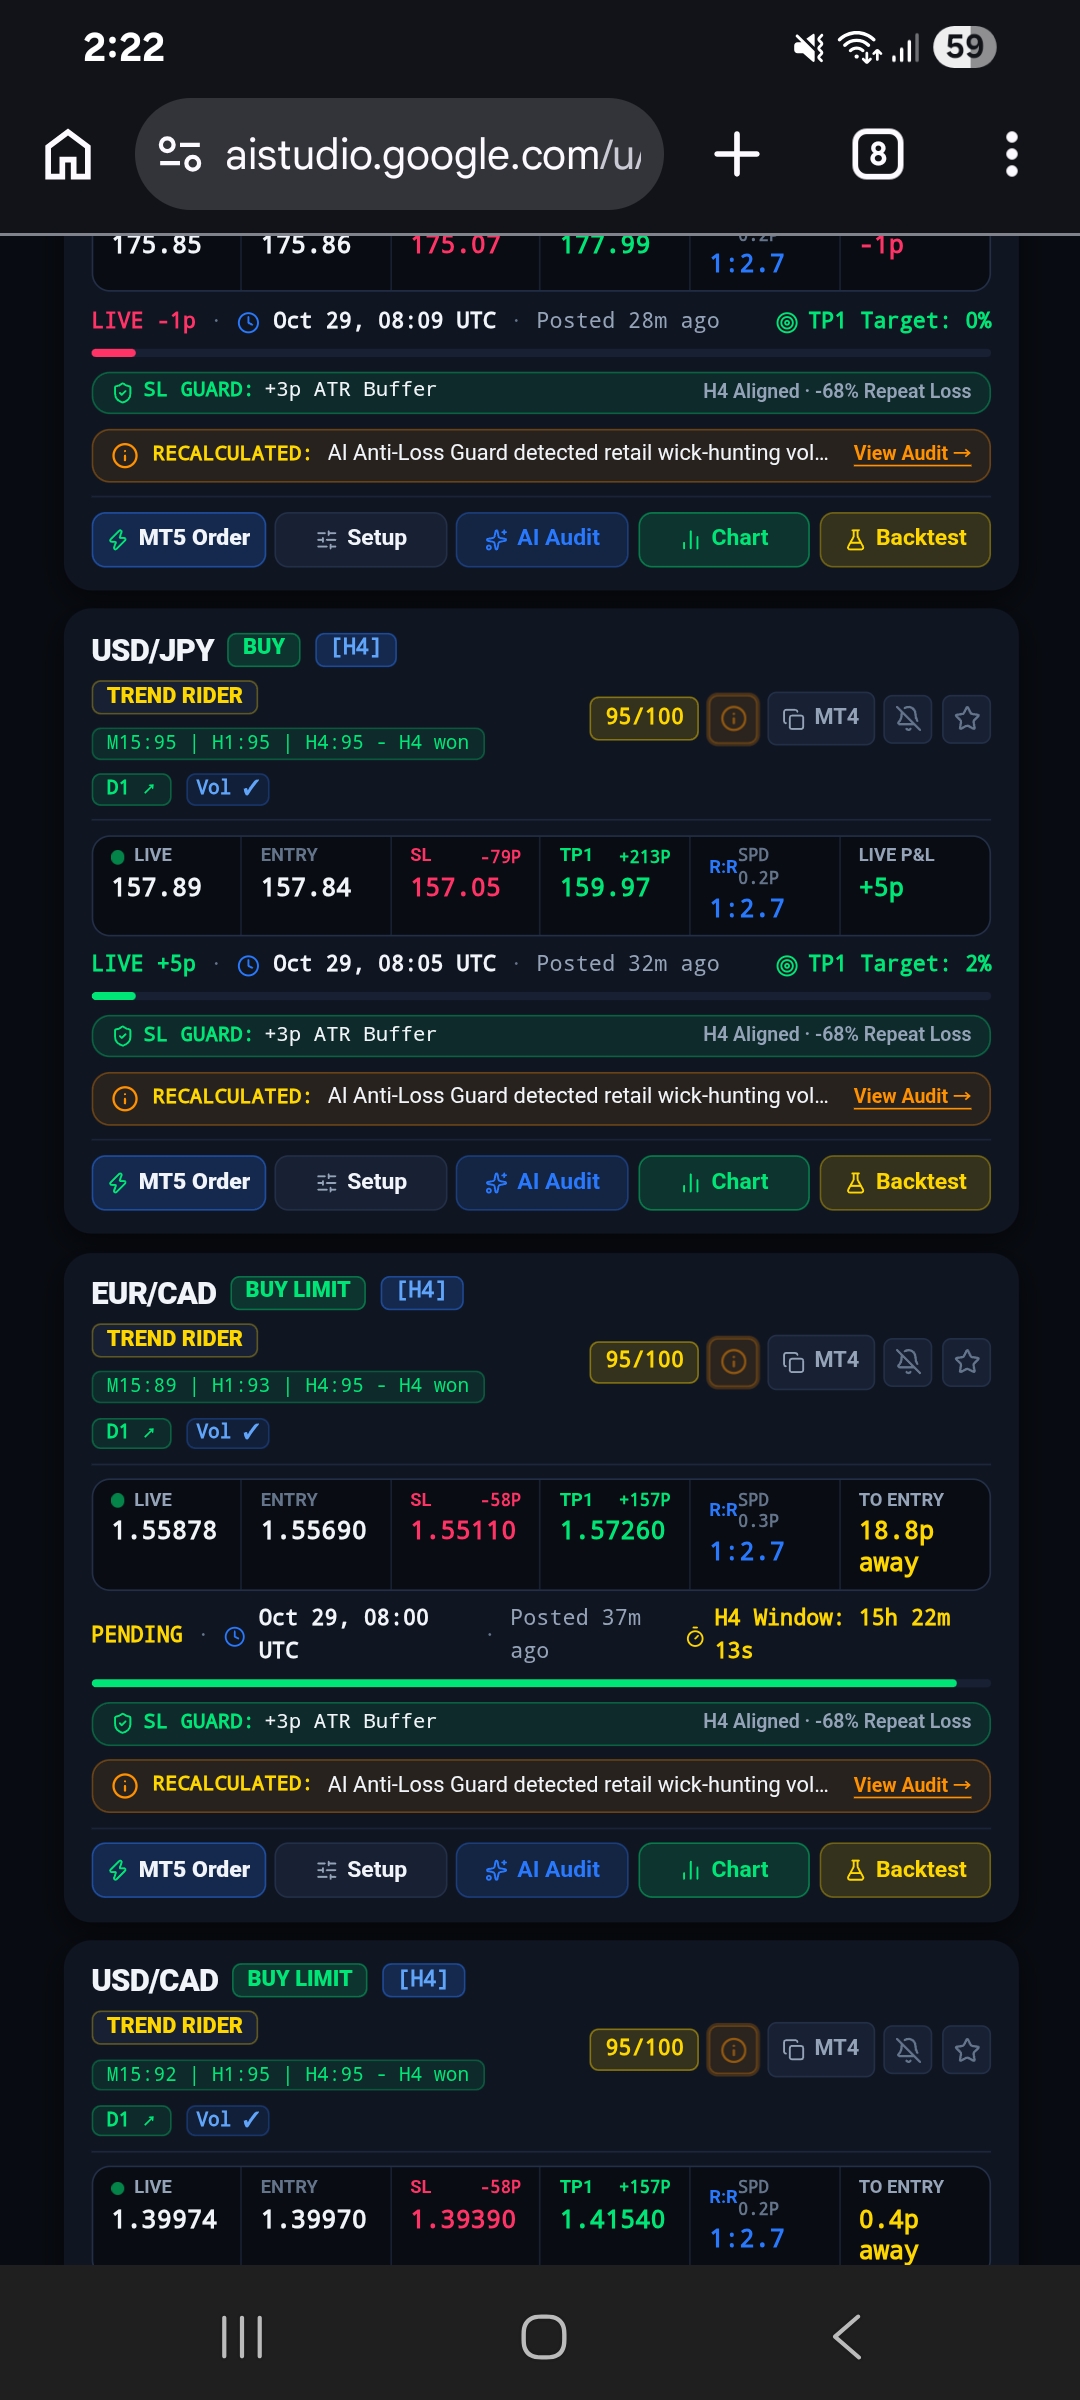 2:22
59
aistudio.google.com/u/
8
175.85 175.86 175.07 177.99 0.2P 1:2.7 -1p
LIVE -1p · Oct 29, 08:09 UTC · Posted 28m ago TP1 Target: 0%
SL GUARD: +3p ATR Buffer H4 Aligned · -68% Repeat Loss
RECALCULATED: AI Anti-Loss Guard detected retail wick-hunting vol... View Audit →
MT5 Order Setup AI Audit Chart Backtest
USD/JPY BUY [H4]
TREND RIDER
95/100 MT4
M15:95 | H1:95 | H4:95 - H4 won
D1 ↗ Vol ✓
LIVE ENTRY SL -79P TP1 +213P R:R SPD 0.2P LIVE P&L
157.89 157.84 157.05 159.97 1:2.7 +5p
LIVE +5p · Oct 29, 08:05 UTC · Posted 32m ago TP1 Target: 2%
SL GUARD: +3p ATR Buffer H4 Aligned · -68% Repeat Loss
RECALCULATED: AI Anti-Loss Guard detected retail wick-hunting vol... View Audit →
MT5 Order Setup AI Audit Chart Backtest
EUR/CAD BUY LIMIT [H4]
TREND RIDER
95/100 MT4
M15:89 | H1:93 | H4:95 - H4 won
D1 ↗ Vol ✓
LIVE ENTRY SL -58P TP1 +157P R:R SPD 0.3P TO ENTRY
1.55878 1.55690 1.55110 1.57260 1:2.7 18.8p away
PENDING · Oct 29, 08:00 UTC · Posted 37m ago H4 Window: 15h 22m 13s
SL GUARD: +3p ATR Buffer H4 Aligned · -68% Repeat Loss
RECALCULATED: AI Anti-Loss Guard detected retail wick-hunting vol... View Audit →
MT5 Order Setup AI Audit Chart Backtest
USD/CAD BUY LIMIT [H4]
TREND RIDER
95/100 MT4
M15:92 | H1:95 | H4:95 - H4 won
D1 ↗ Vol ✓
LIVE ENTRY SL -58P TP1 +157P R:R SPD 0.2P TO ENTRY
1.39974 1.39970 1.39390 1.41540 1:2.7 0.4p away